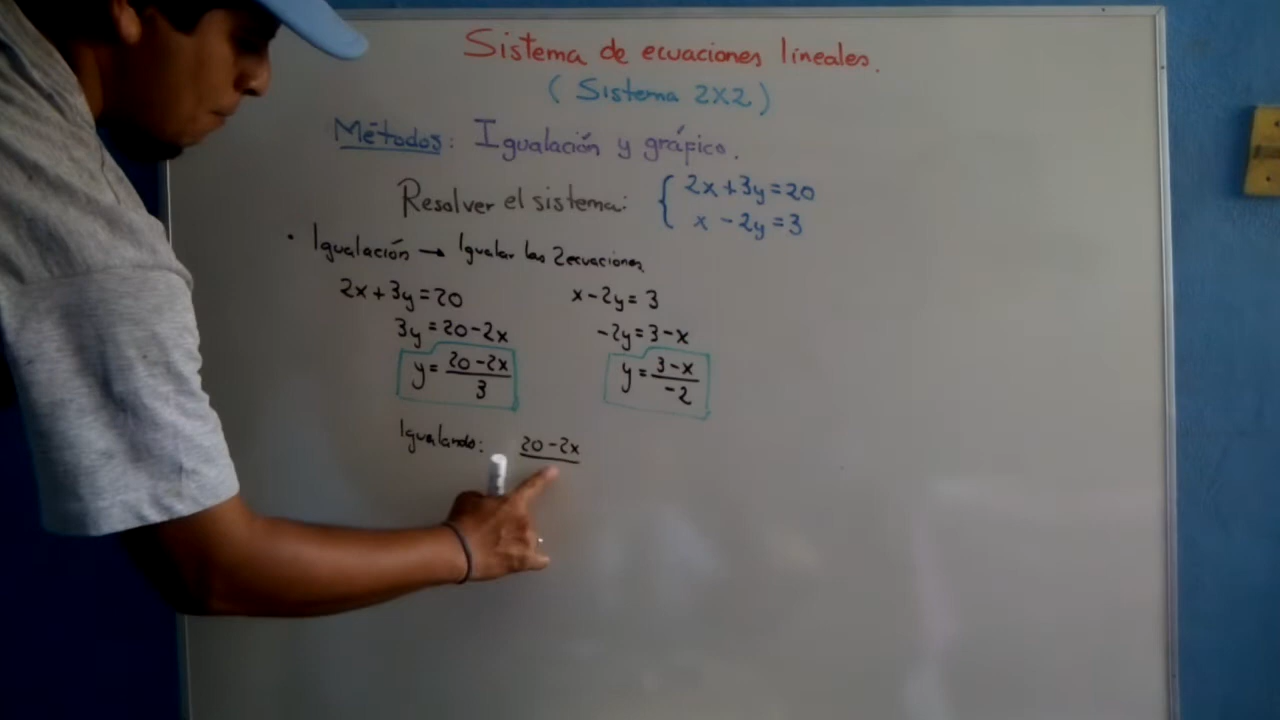 Sistema de ecuaciones lineales.
(Sistema 2x2)
Métodos: Igualación y gráfico.
Resolver el sistema: { 2x+3y=20
x-2y=3
• Igualación → Igualar las 2 ecuaciones
2x+3y=20 x-2y=3
3y=20-2x -2y=3-x
y=20-2x/3 y=3-x/-2
Igualando: 20-2x